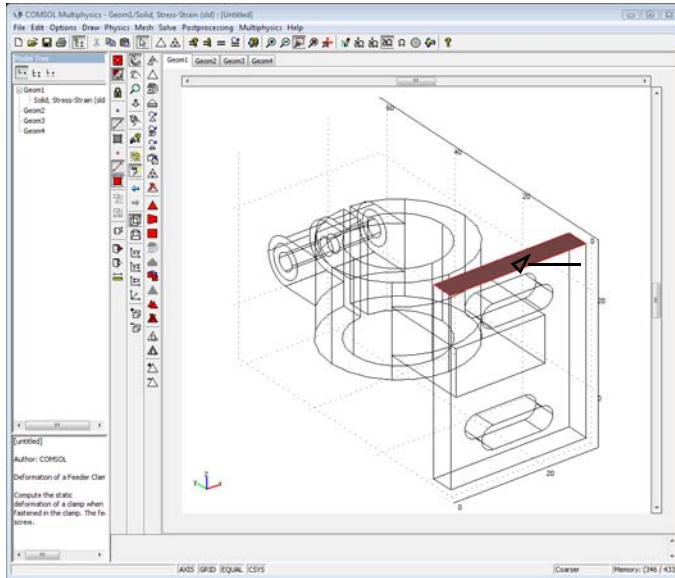 COMSOL Multiphysics - Geom1/Solid, Stress-Strain (sld) : [Untitled]
File Edit Options Draw Physics Mesh Solve Postprocessing Multiphysics Help
Model Tree
Geom1 Geom2 Geom3 Geom4
Geom1
Solid, Stress-Strain (sld
Geom2
Geom3
Geom4
60
40
20
0
20
0
20
0
z
y x
[untitled]
Author: COMSOL
Deformation of a Feeder Clam
Compute the static
deformation of a clamp when
fastened in the clamp. The fe
screw.
AXIS GRID EQUAL CSYS Coarser Memory: (346 / 433